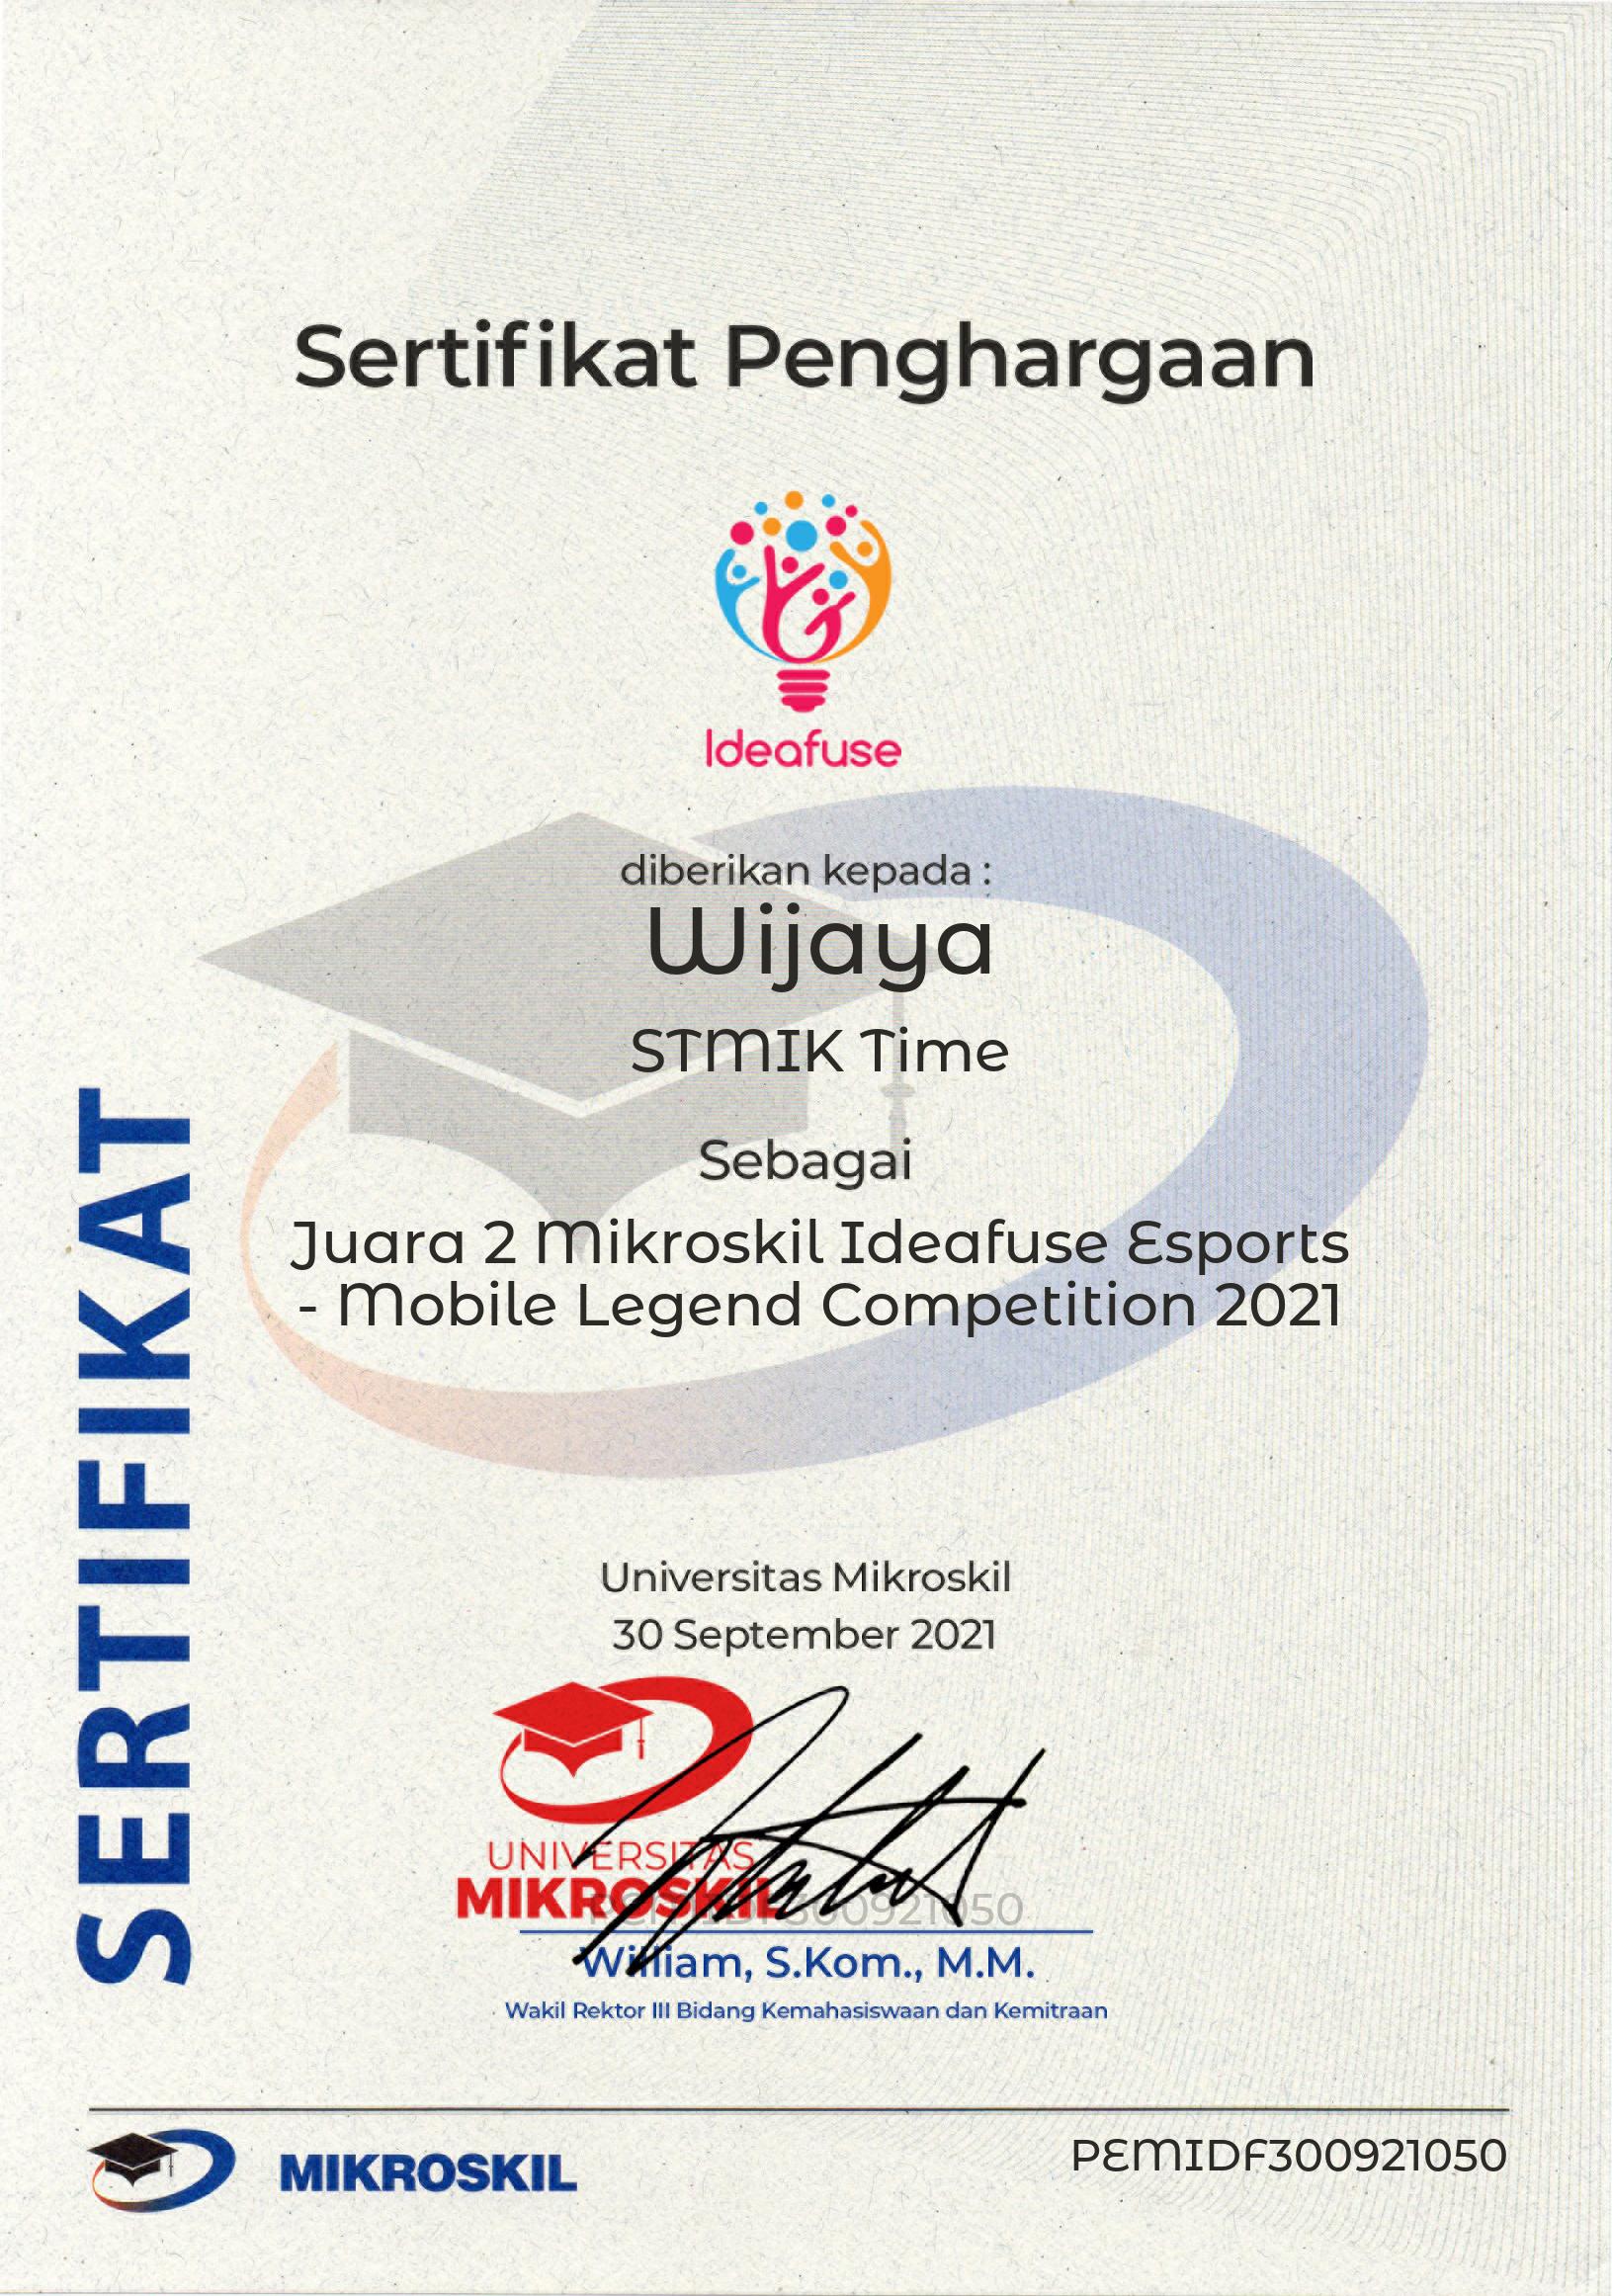 Sertifikat Penghargaan
Ideafuse
diberikan kepada :
Wijaya
STMIK Time
Sebagai
Juara 2 Mikroskil Ideafuse Esports
- Mobile Legend Competition 2021
SERTIFIKAT
Universitas Mikroskil
30 September 2021
UNIVERSITAS
MIKROSKIL
PEMIDF300921050
William, S.Kom., M.M.
Wakil Rektor III Bidang Kemahasiswaan dan Kemitraan
MIKROSKIL
PEMIDF300921050